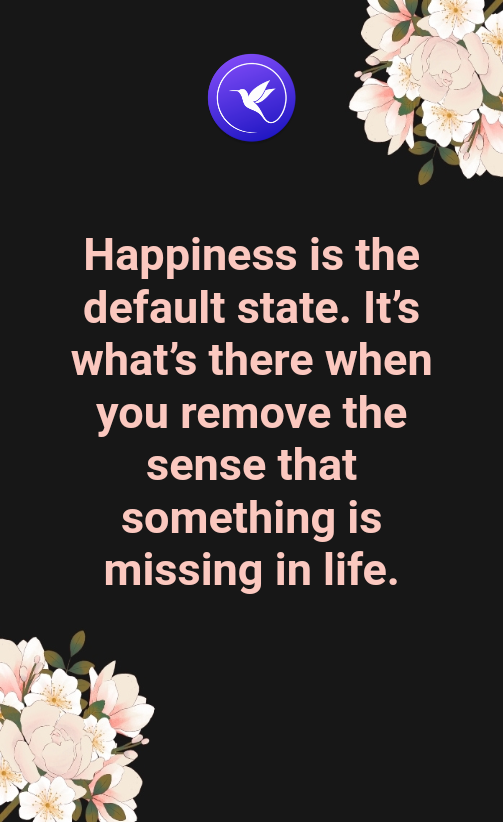 Happiness is the
default state. It’s
what’s there when
you remove the
sense that
something is
missing in life.